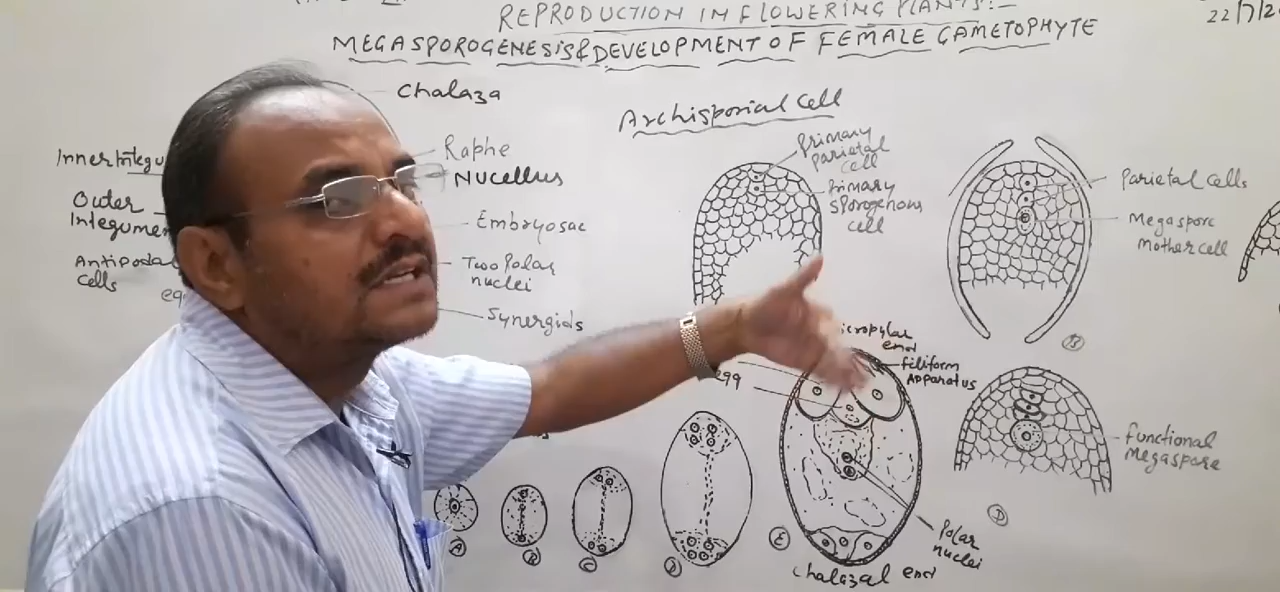 REPRODUCTION IN FLOWERING PLANTS:-
22/7/2
MEGASPOROGENESIS & DEVELOPMENT OF FEMALE GAMETOPHYTE
Chalaza
Archisporial Cell
Inner Integu
Raphe
Nucellus
Outer
Integumen
Embryosac
Antipodal
cells
eg
Two Polar
nuclei
Synergids
Primary
Parietal
cell
Primary
Sporogenous
cell
Parietal Cells
Megaspore
Mother cell
B
icropylar
end
filiform
Apparatus
egg
functional
megaspore
D
Polar
nuclei
A
B
C
D
E
Chalazal end